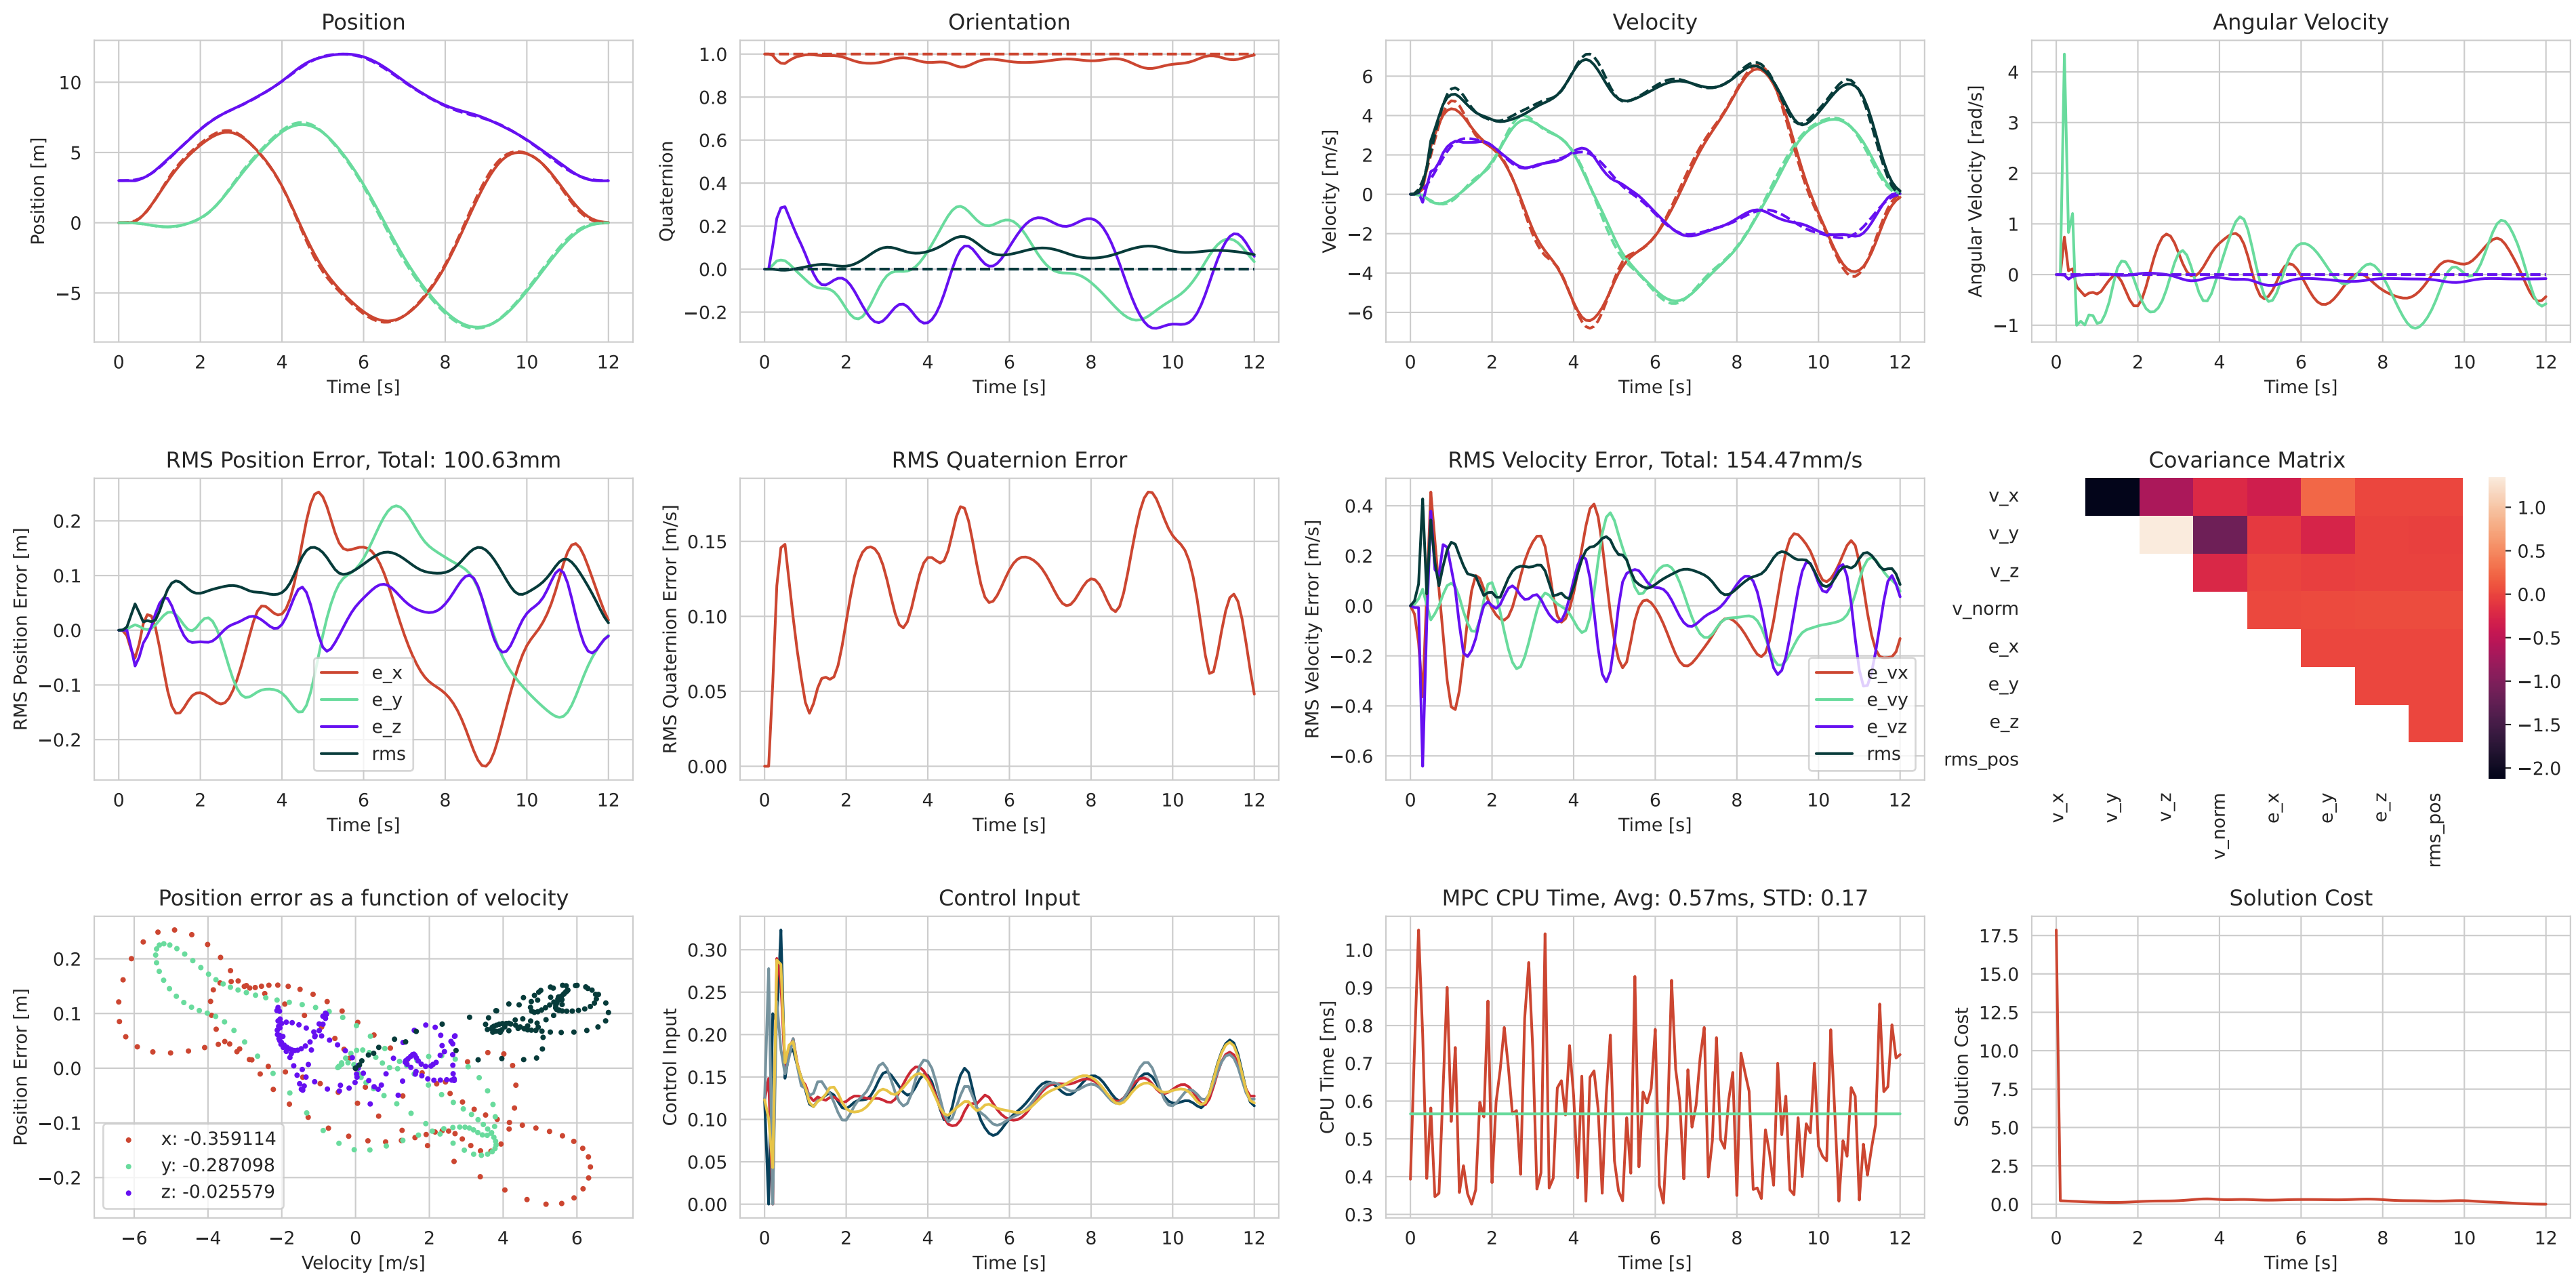 Position
Position [m]
10
5
0
−5
0 2 4 6 8 10 12
Time [s]
Orientation
Quaternion
1.0
0.8
0.6
0.4
0.2
0.0
−0.2
0 2 4 6 8 10 12
Time [s]
Velocity
Velocity [m/s]
6
4
2
0
−2
−4
−6
0 2 4 6 8 10 12
Time [s]
Angular Velocity
Angular Velocity [rad/s]
4
3
2
1
0
−1
0 2 4 6 8 10 12
Time [s]
RMS Position Error, Total: 100.63mm
RMS Position Error [m]
0.2
0.1
0.0
−0.1
−0.2
e_x
e_y
e_z
rms
0 2 4 6 8 10 12
Time [s]
RMS Quaternion Error
RMS Quaternion Error [m/s]
0.15
0.10
0.05
0.00
0 2 4 6 8 10 12
Time [s]
RMS Velocity Error, Total: 154.47mm/s
RMS Velocity Error [m/s]
0.4
0.2
0.0
−0.2
−0.4
−0.6
e_vx
e_vy
e_vz
rms
0 2 4 6 8 10 12
Time [s]
Covariance Matrix
v_x
v_y
v_z
v_norm
e_x
e_y
e_z
rms_pos
v_x
v_y
v_z
v_norm
e_x
e_y
e_z
rms_pos
1.0
0.5
0.0
−0.5
−1.0
−1.5
−2.0
Position error as a function of velocity
Position Error [m]
0.2
0.1
0.0
−0.1
−0.2
x: -0.359114
y: -0.287098
z: -0.025579
−6 −4 −2 0 2 4 6
Velocity [m/s]
Control Input
Control Input
0.30
0.25
0.20
0.15
0.10
0.05
0.00
0 2 4 6 8 10 12
Time [s]
MPC CPU Time, Avg: 0.57ms, STD: 0.17
CPU Time [ms]
1.0
0.9
0.8
0.7
0.6
0.5
0.4
0.3
0 2 4 6 8 10 12
Time [s]
Solution Cost
Solution Cost
17.5
15.0
12.5
10.0
7.5
5.0
2.5
0.0
0 2 4 6 8 10 12
Time [s]